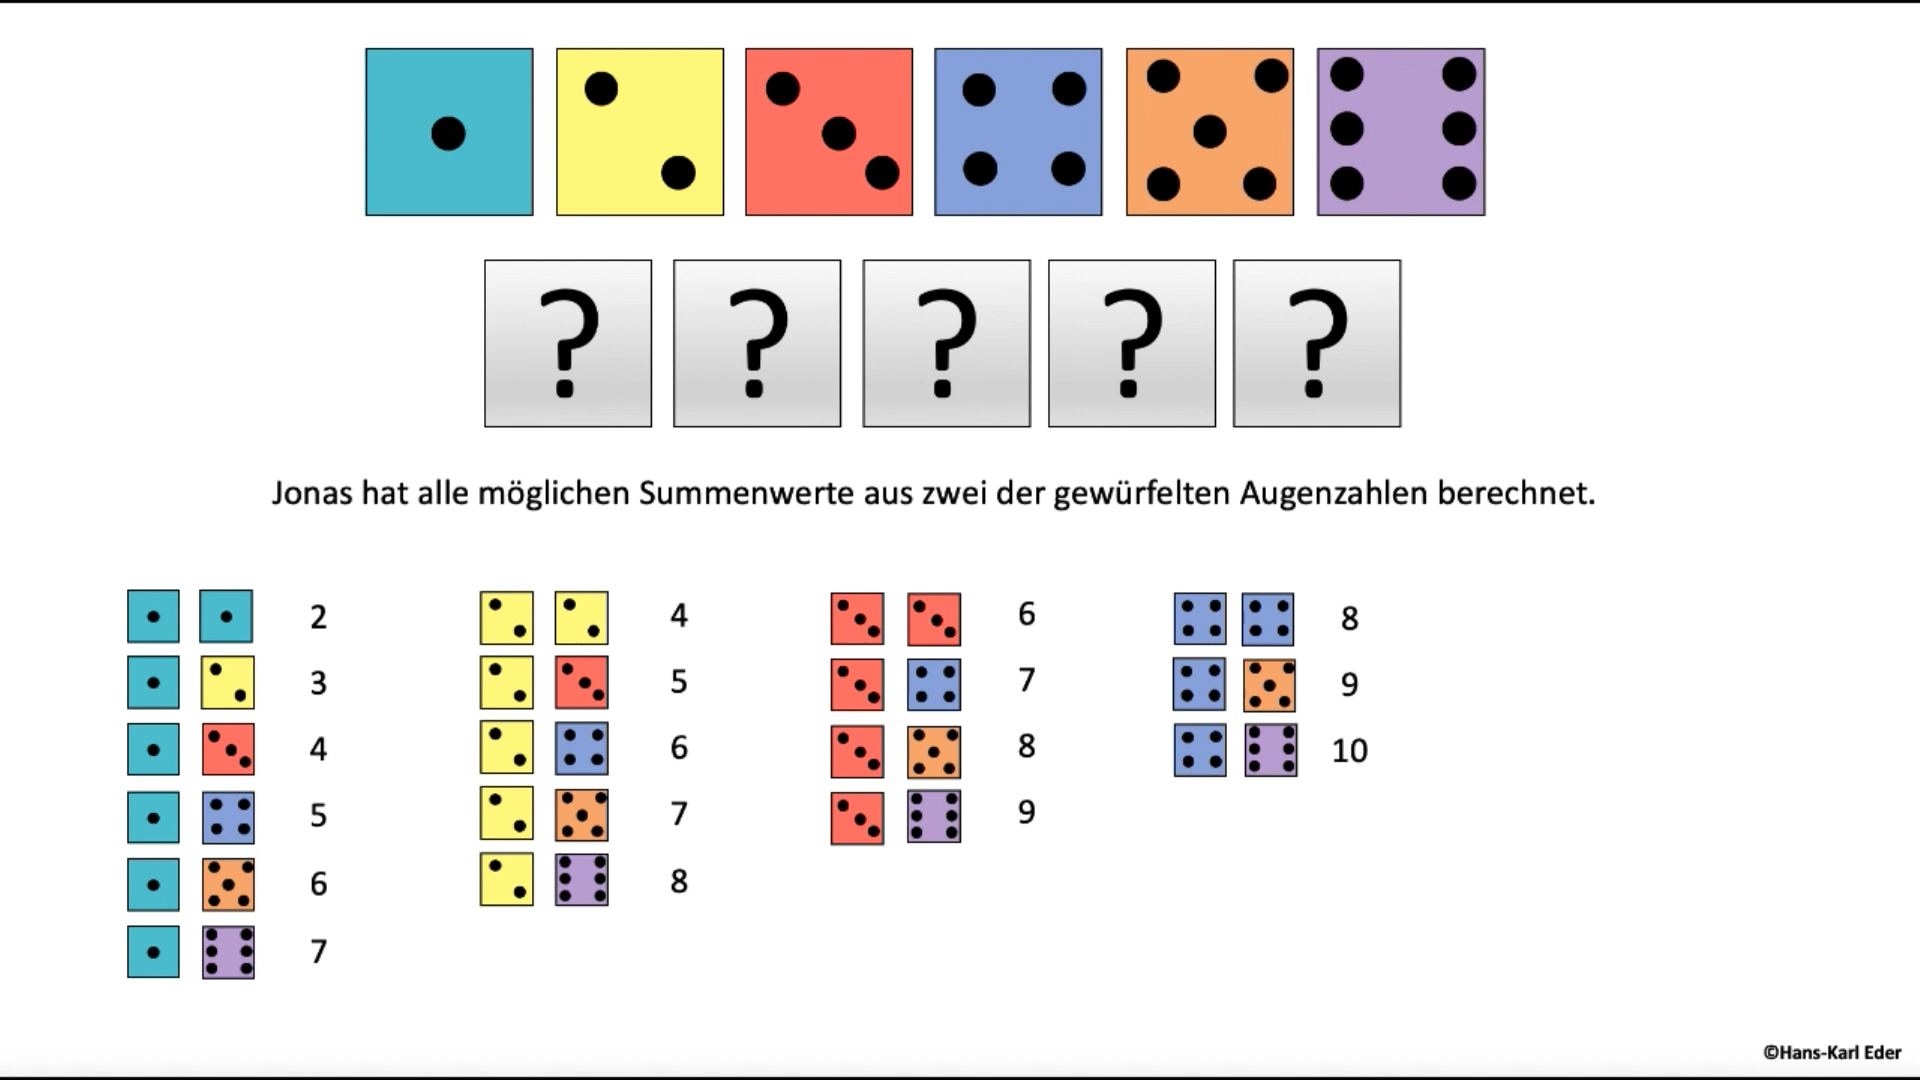 ? ? ? ? ?
Jonas hat alle möglichen Summenwerte aus zwei der gewürfelten Augenzahlen berechnet.
2 4 6 8
3 5 7 9
4 6 8 10
5 7 9
6 8
7
©Hans-Karl Eder